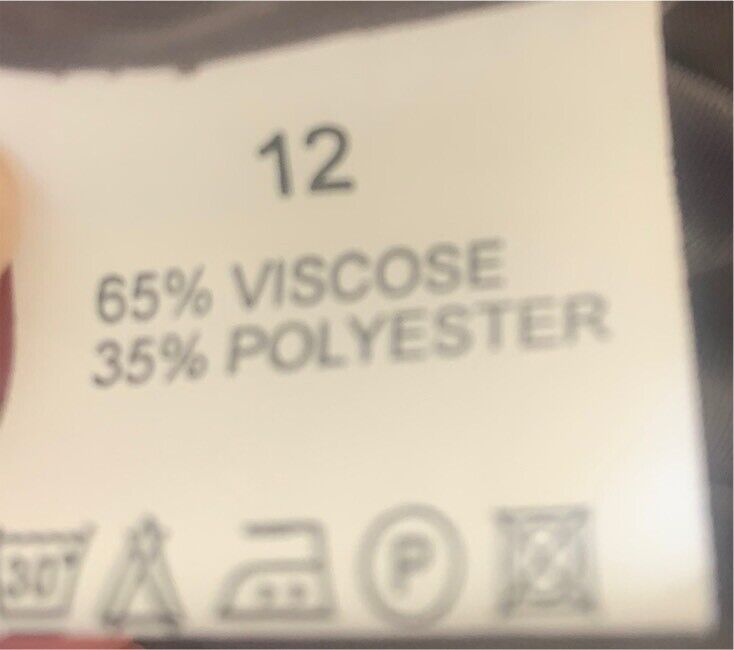 12
65% VISCOSE
35% POLYESTER
30° P